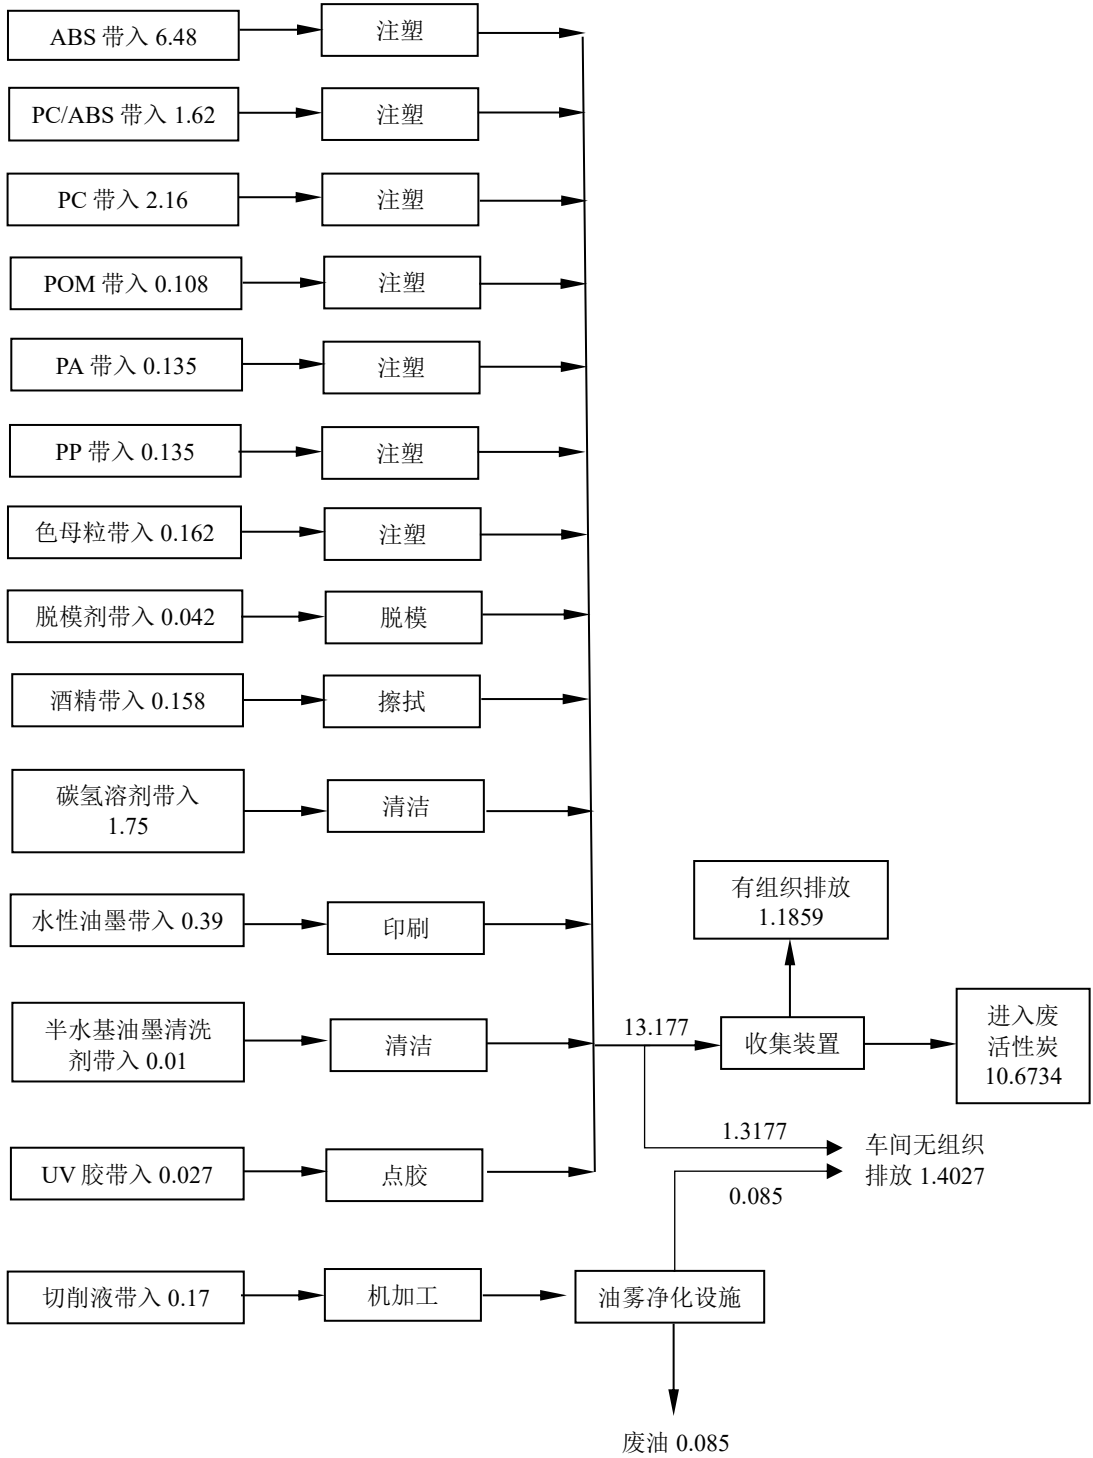 ABS 带入 6.48
注塑
PC/ABS 带入 1.62
注塑
PC 带入 2.16
注塑
POM 带入 0.108
注塑
PA 带入 0.135
注塑
PP 带入 0.135
注塑
色母粒带入 0.162
注塑
脱模剂带入 0.042
脱模
酒精带入 0.158
擦拭
碳氢溶剂带入
1.75
清洁
水性油墨带入 0.39
印刷
有组织排放
1.1859
半水基油墨清洗
剂带入 0.01
清洁
13.177
收集装置
进入废
活性炭
10.6734
UV 胶带入 0.027
点胶
1.3177
0.085
车间无组织
排放 1.4027
切削液带入 0.17
机加工
油雾净化设施
废油 0.085